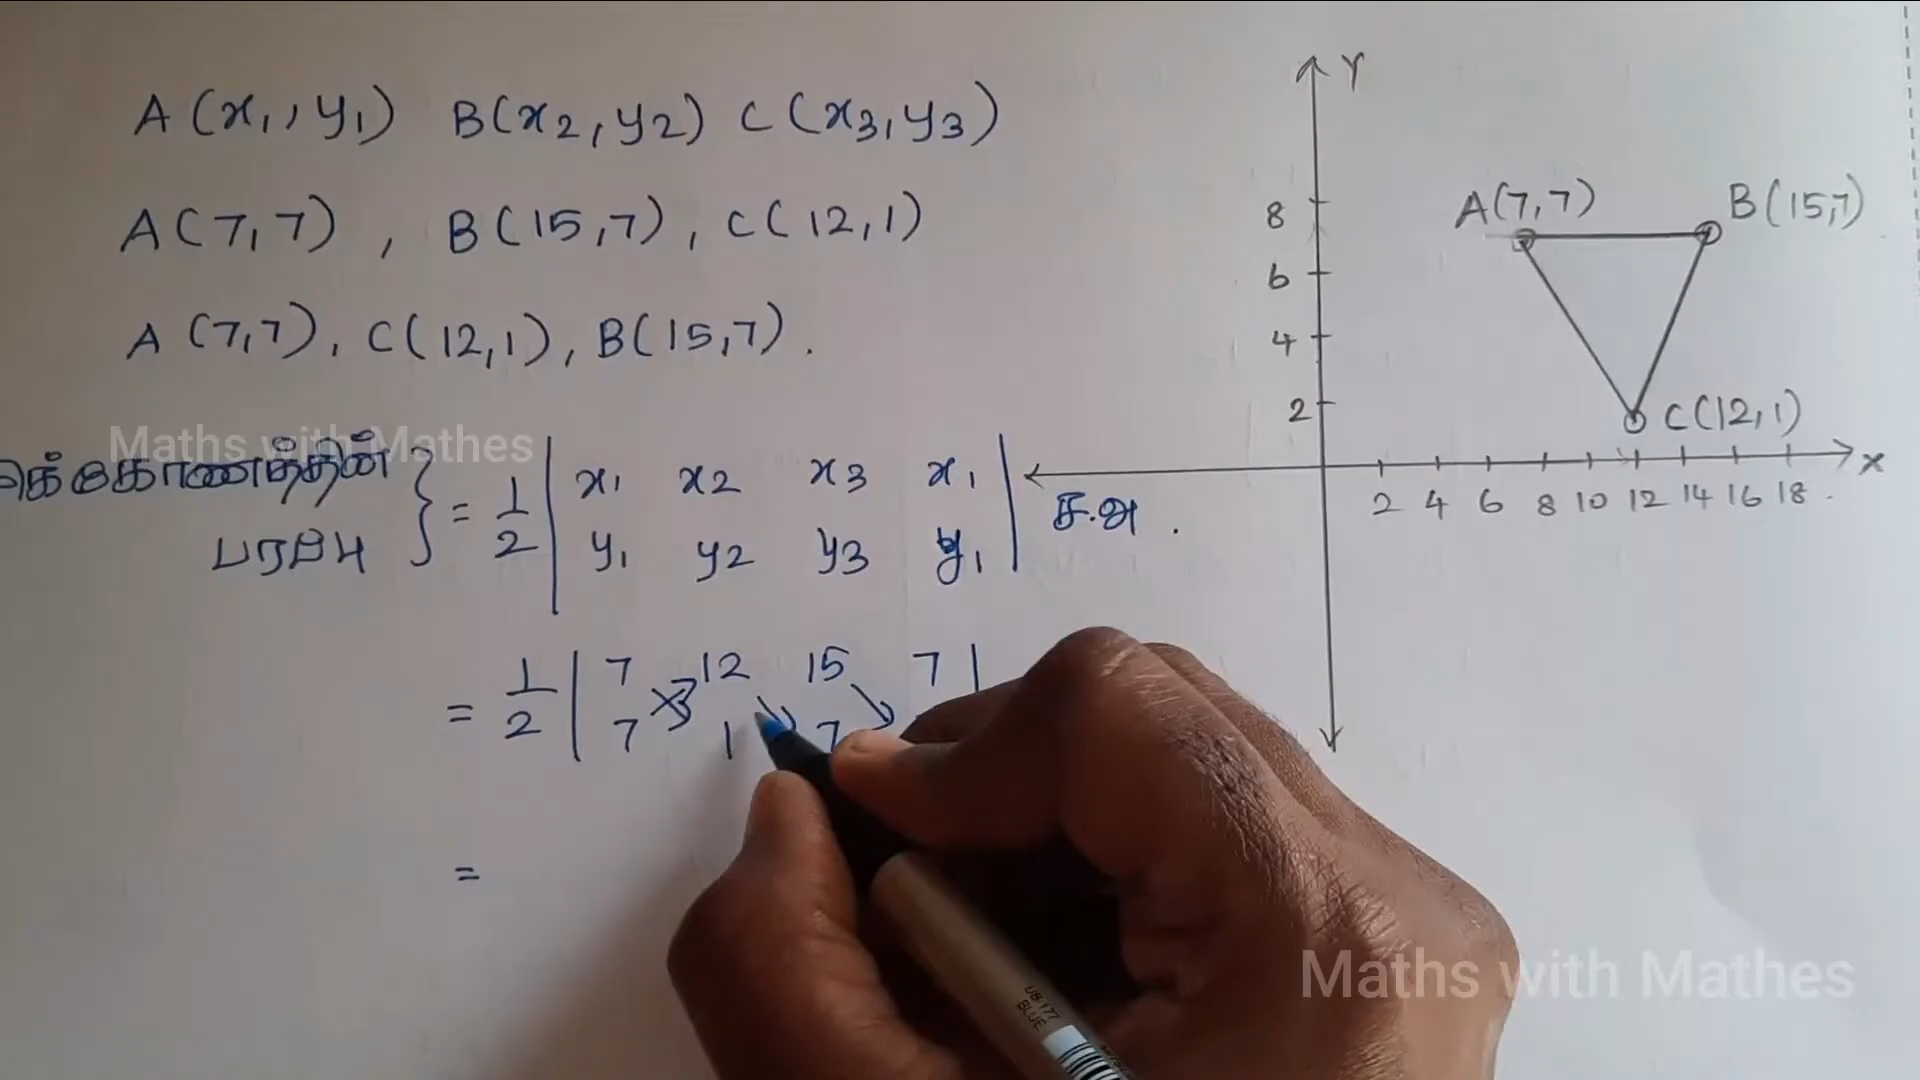 A(x₁, y₁) B(x2, y2) C(x3, y3)
A(7,7), B(15,7), C(12,1)
A(7,7), C(12,1), B(15,7).
Maths with Mathes
பரப்பு } = 1/2 | x₁ x2 x3 x₁ | ச.அ.
y₁ y2 y3 y₁
= 1/2 | 7 12 15 7 |
7 1 7
=
Y
8
6
4
2
A(7,7)
B(15,7)
C(12,1)
X
2 4 6 8 10 12 14 16 18
UB-177
BLUE
Maths with Mathes